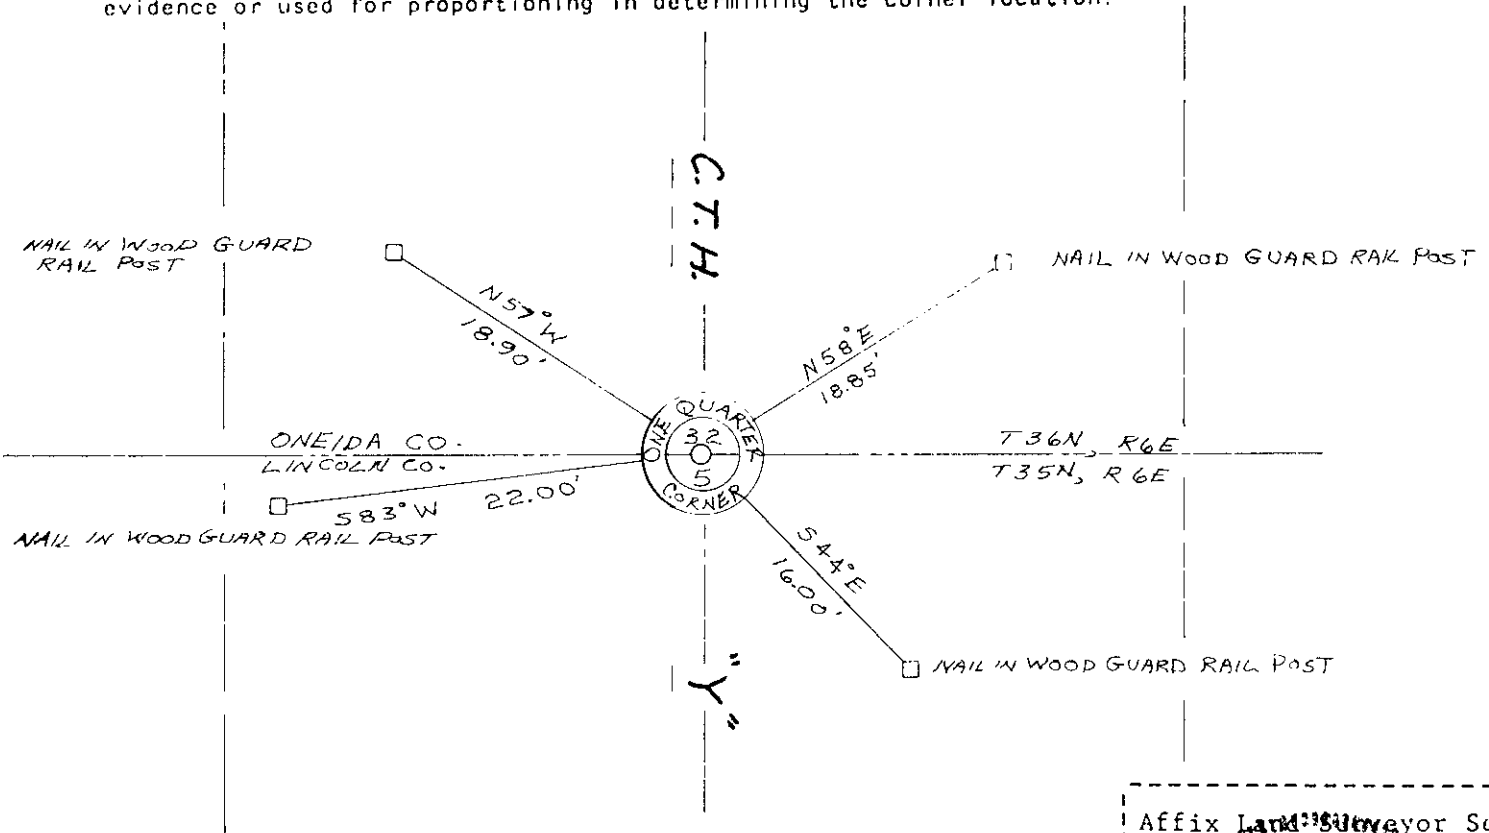 evidence or used for proportioning in determining the corner location.
C.T.H.
NAIL IN WOOD GUARD
RAIL POST
NAIL IN WOOD GUARD RAIL POST
N57°W
18.90'
N58°E
18.85'
ONE QUARTER
32
5
CORNER
ONEIDA CO.
LINCOLN CO.
T36N, R6E
T35N, R6E
S83°W 22.00'
NAIL IN WOOD GUARD RAIL POST
S44°E
16.00'
NAIL IN WOOD GUARD RAIL POST
"Y"
Affix Land Surveyor